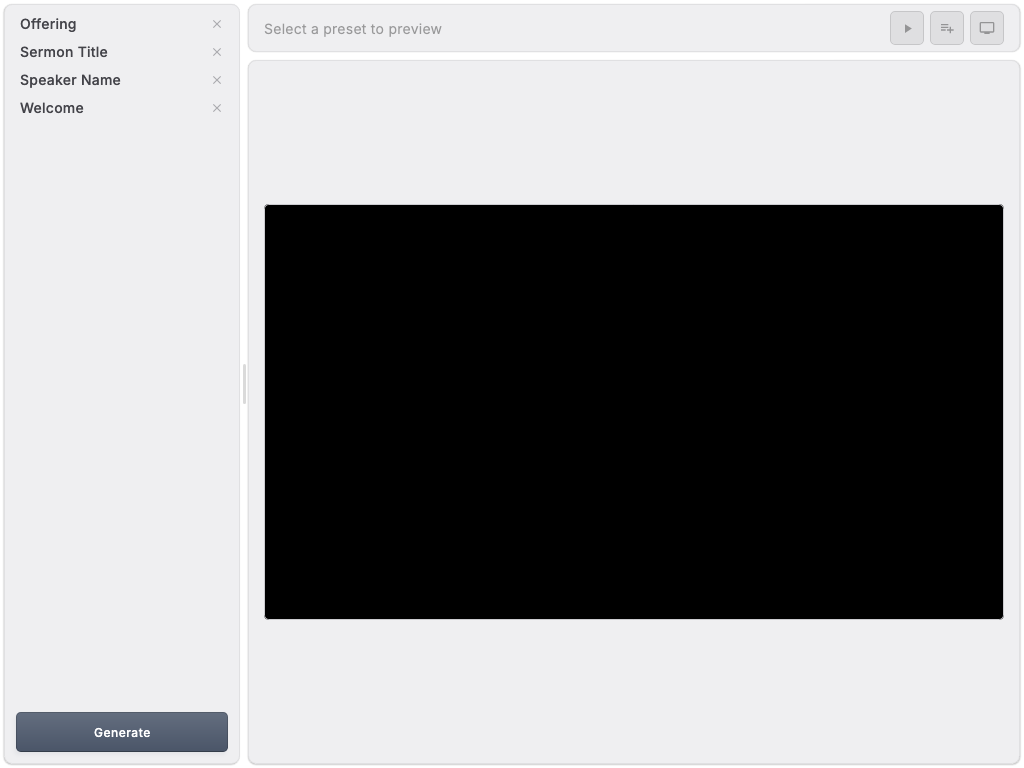 Offering
Sermon Title
Speaker Name
Welcome
Generate
Select a preset to preview